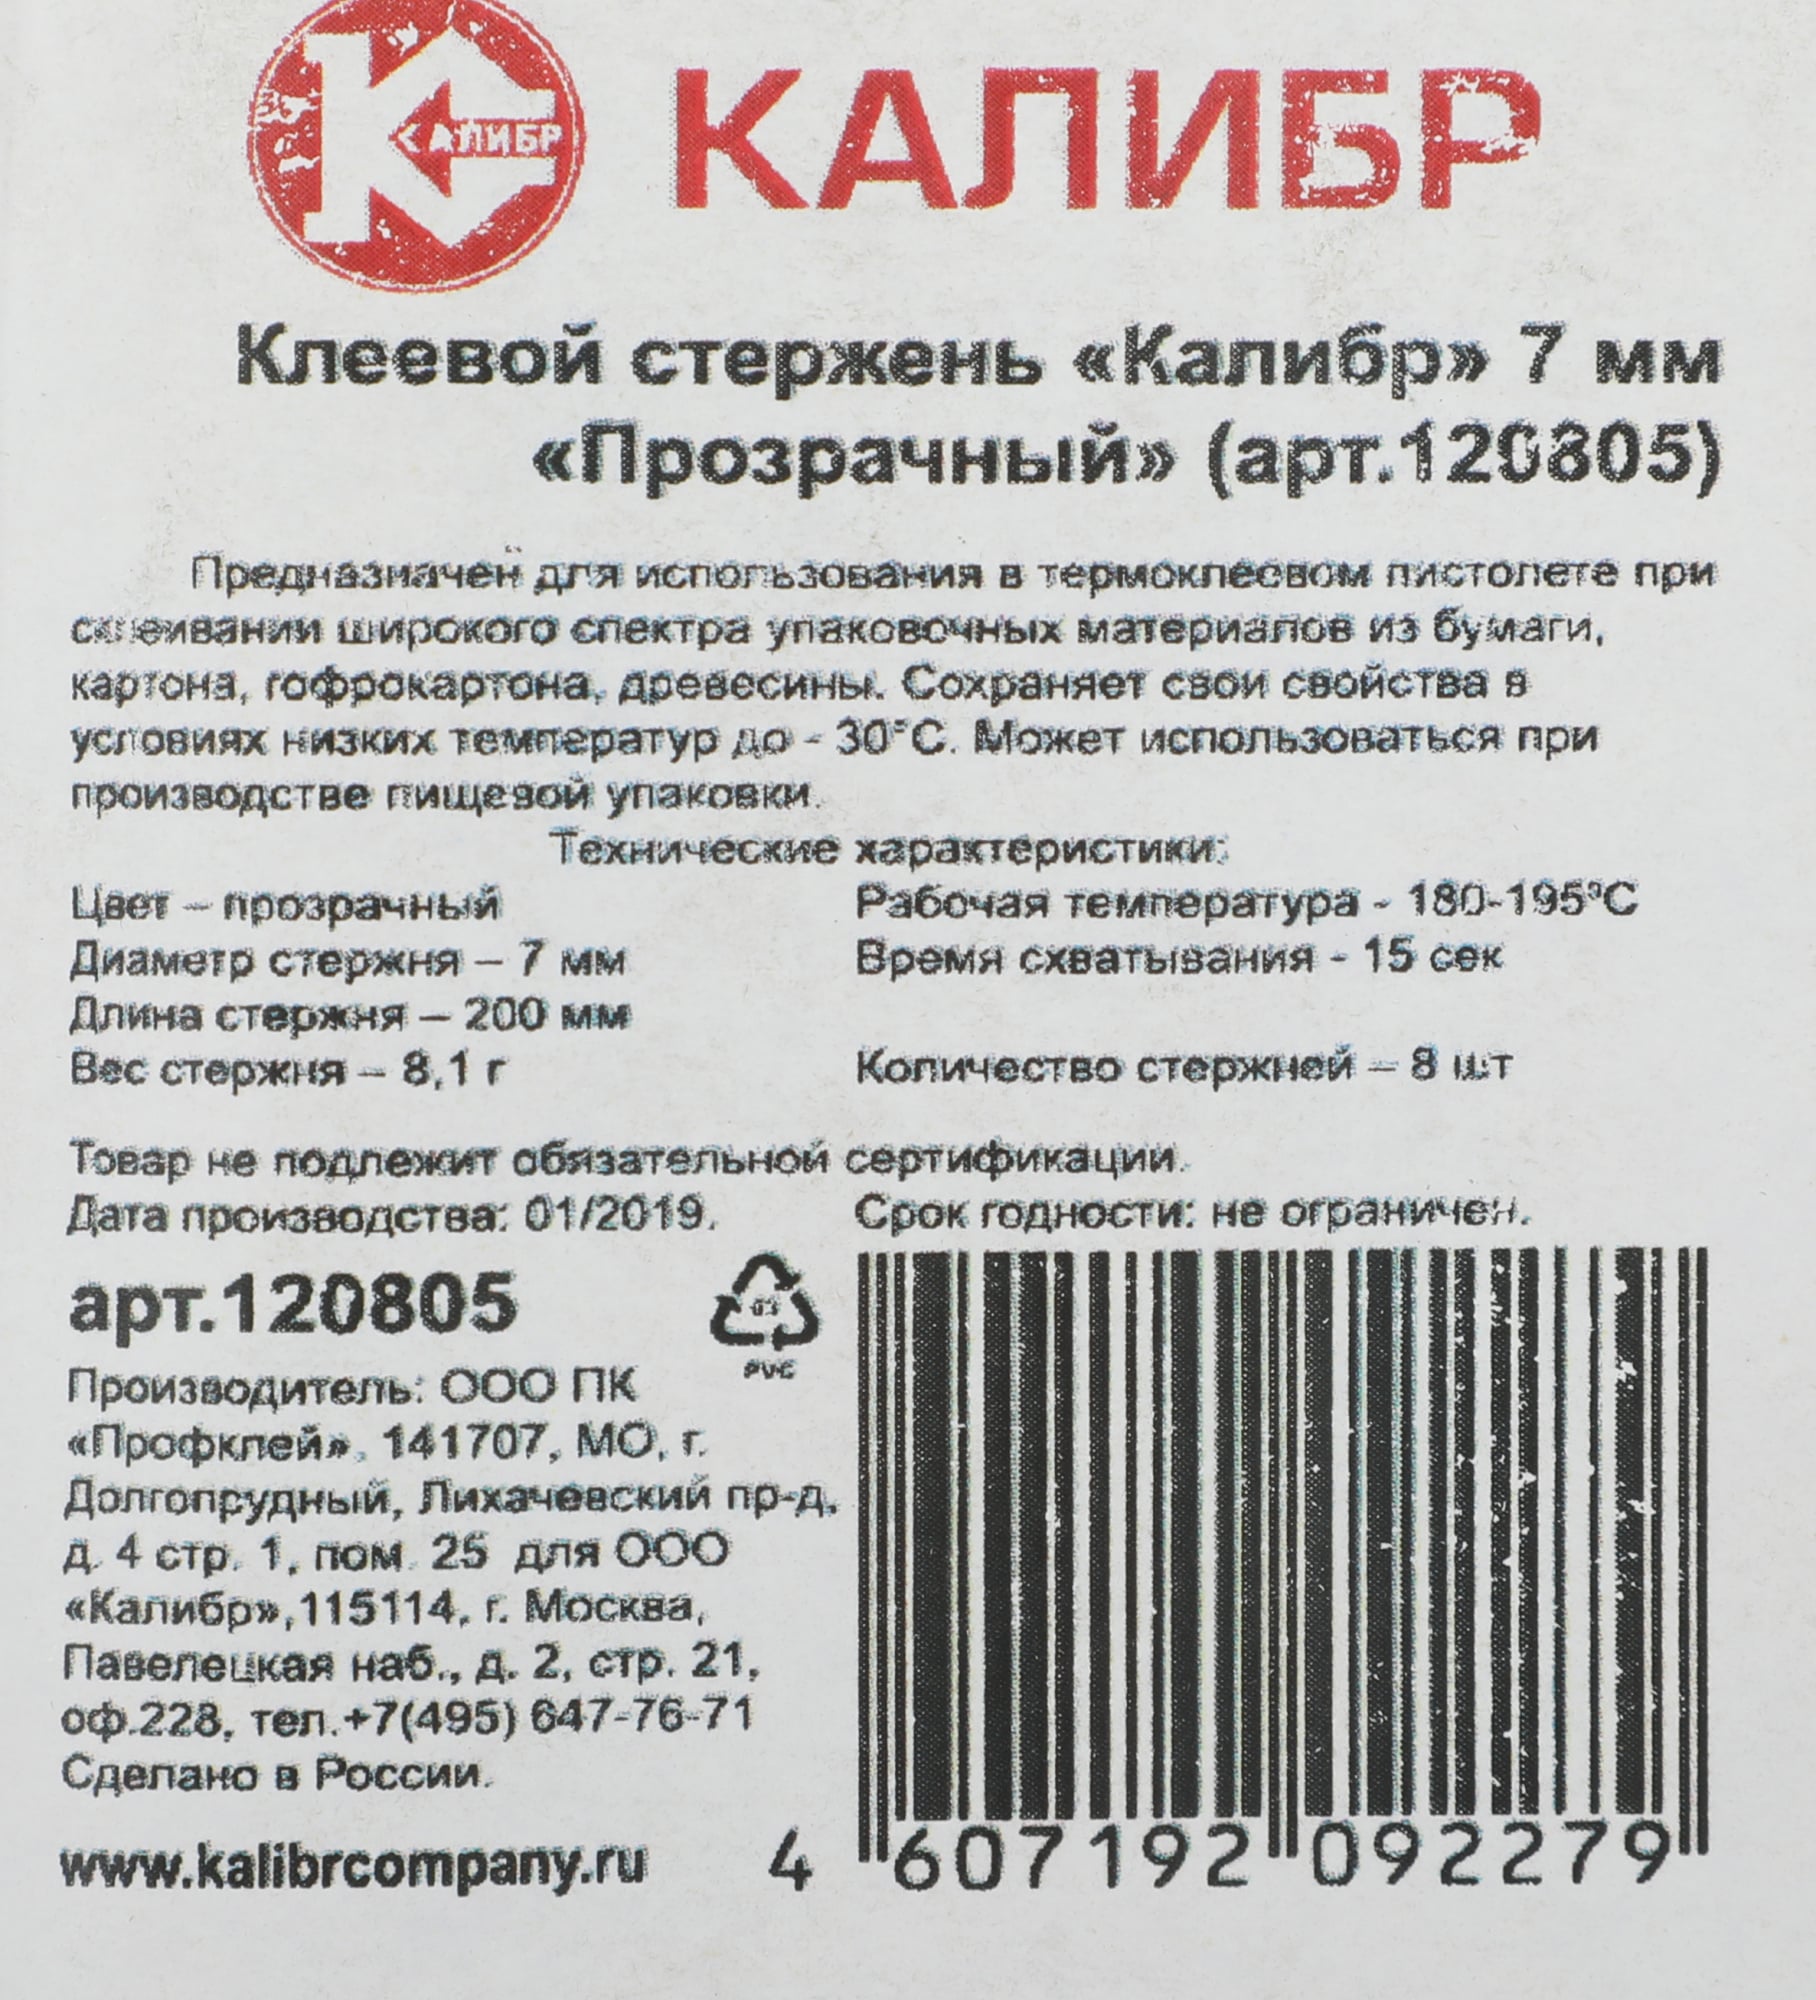 КАЛИБР
КАЛИБР
Клеевой стержень «Калибр» 7 мм
«Прозрачный» (арт.120805)
Предназначен для использования в термоклеевом пистолете при
склеивании широкого спектра упаковочных материалов из бумаги,
картона, гофрокартона, древесины. Сохраняет свои свойства в
условиях низких температур до - 30°С. Может использоваться при
производстве пищевой упаковки.
Технические характеристики:
Цвет – прозрачный
Рабочая температура - 180-195°С
Диаметр стержня – 7 мм
Время схватывания - 15 сек
Длина стержня – 200 мм
Вес стержня – 8,1 г
Количество стержней – 8 шт
Товар не подлежит обязательной сертификации.
Дата производства: 01/2019.
Срок годности: не ограничен.
арт.120805
03
PVC
Производитель: ООО ПК
«Профклей», 141707, МО, г.
Долгопрудный, Лихачевский пр-д,
д. 4 стр. 1, пом. 25 для ООО
«Калибр»,115114, г. Москва,
Павелецкая наб., д. 2, стр. 21,
оф.228, тел.+7(495) 647-76-71
Сделано в России.
www.kalibrcompany.ru
4 607192 092279